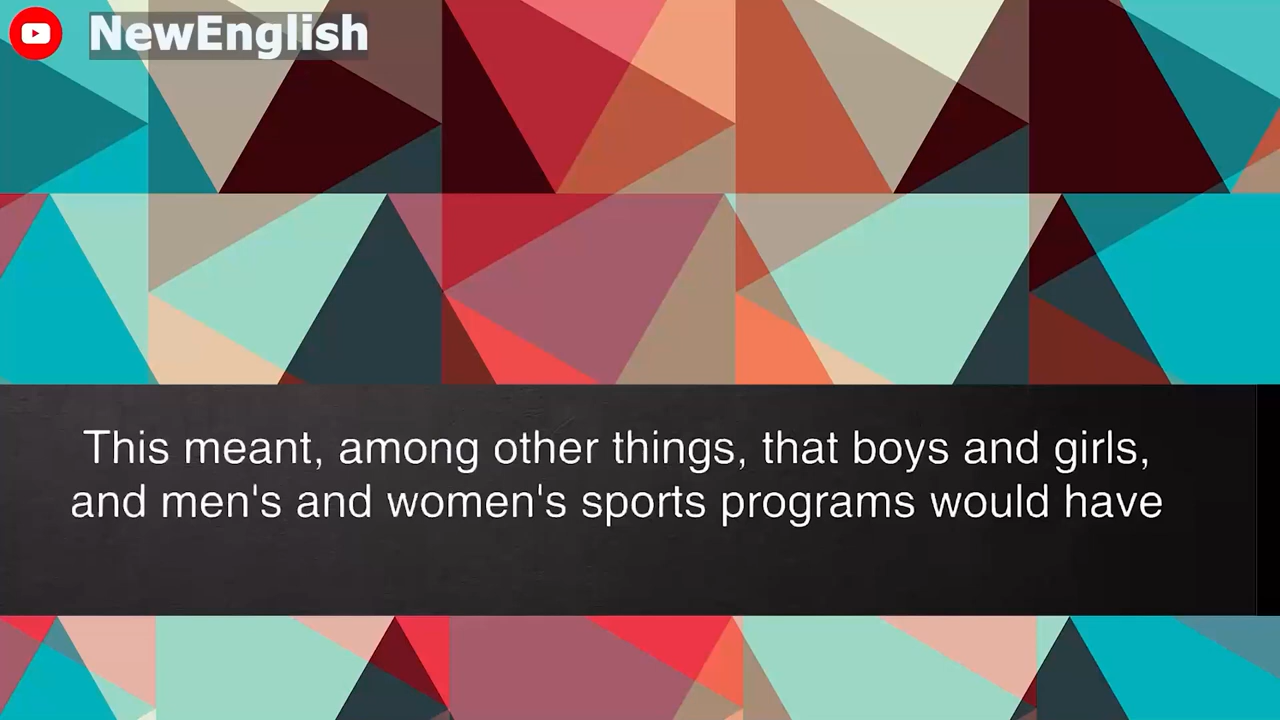 NewEnglish
This meant, among other things, that boys and girls,
and men's and women's sports programs would have